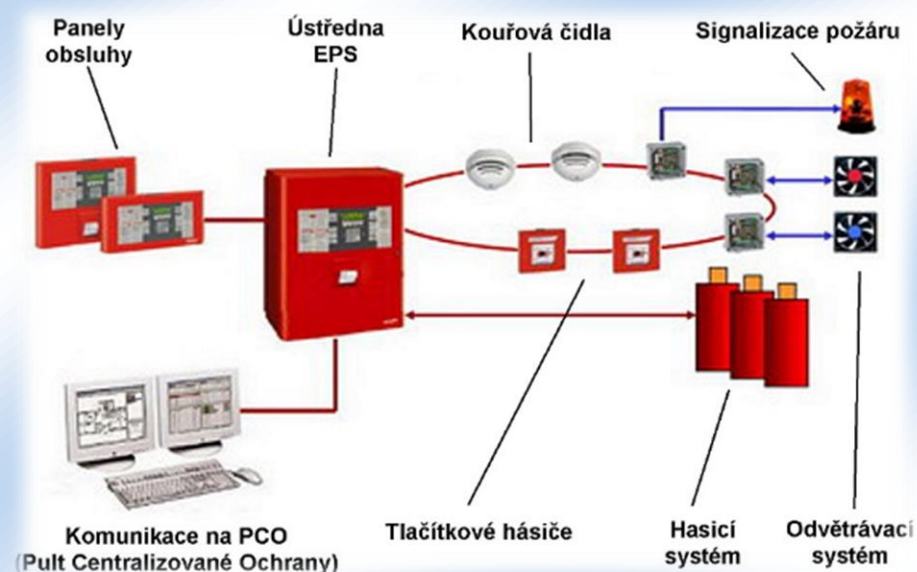 Panely
obsluhy
Ústředna
EPS
Kouřová čidla
Signalizace požáru
Komunikace na PCO
(Pult Centralizované Ochrany)
Tlačítkové hásiče
Hasicí
systém
Odvětrávací
systém